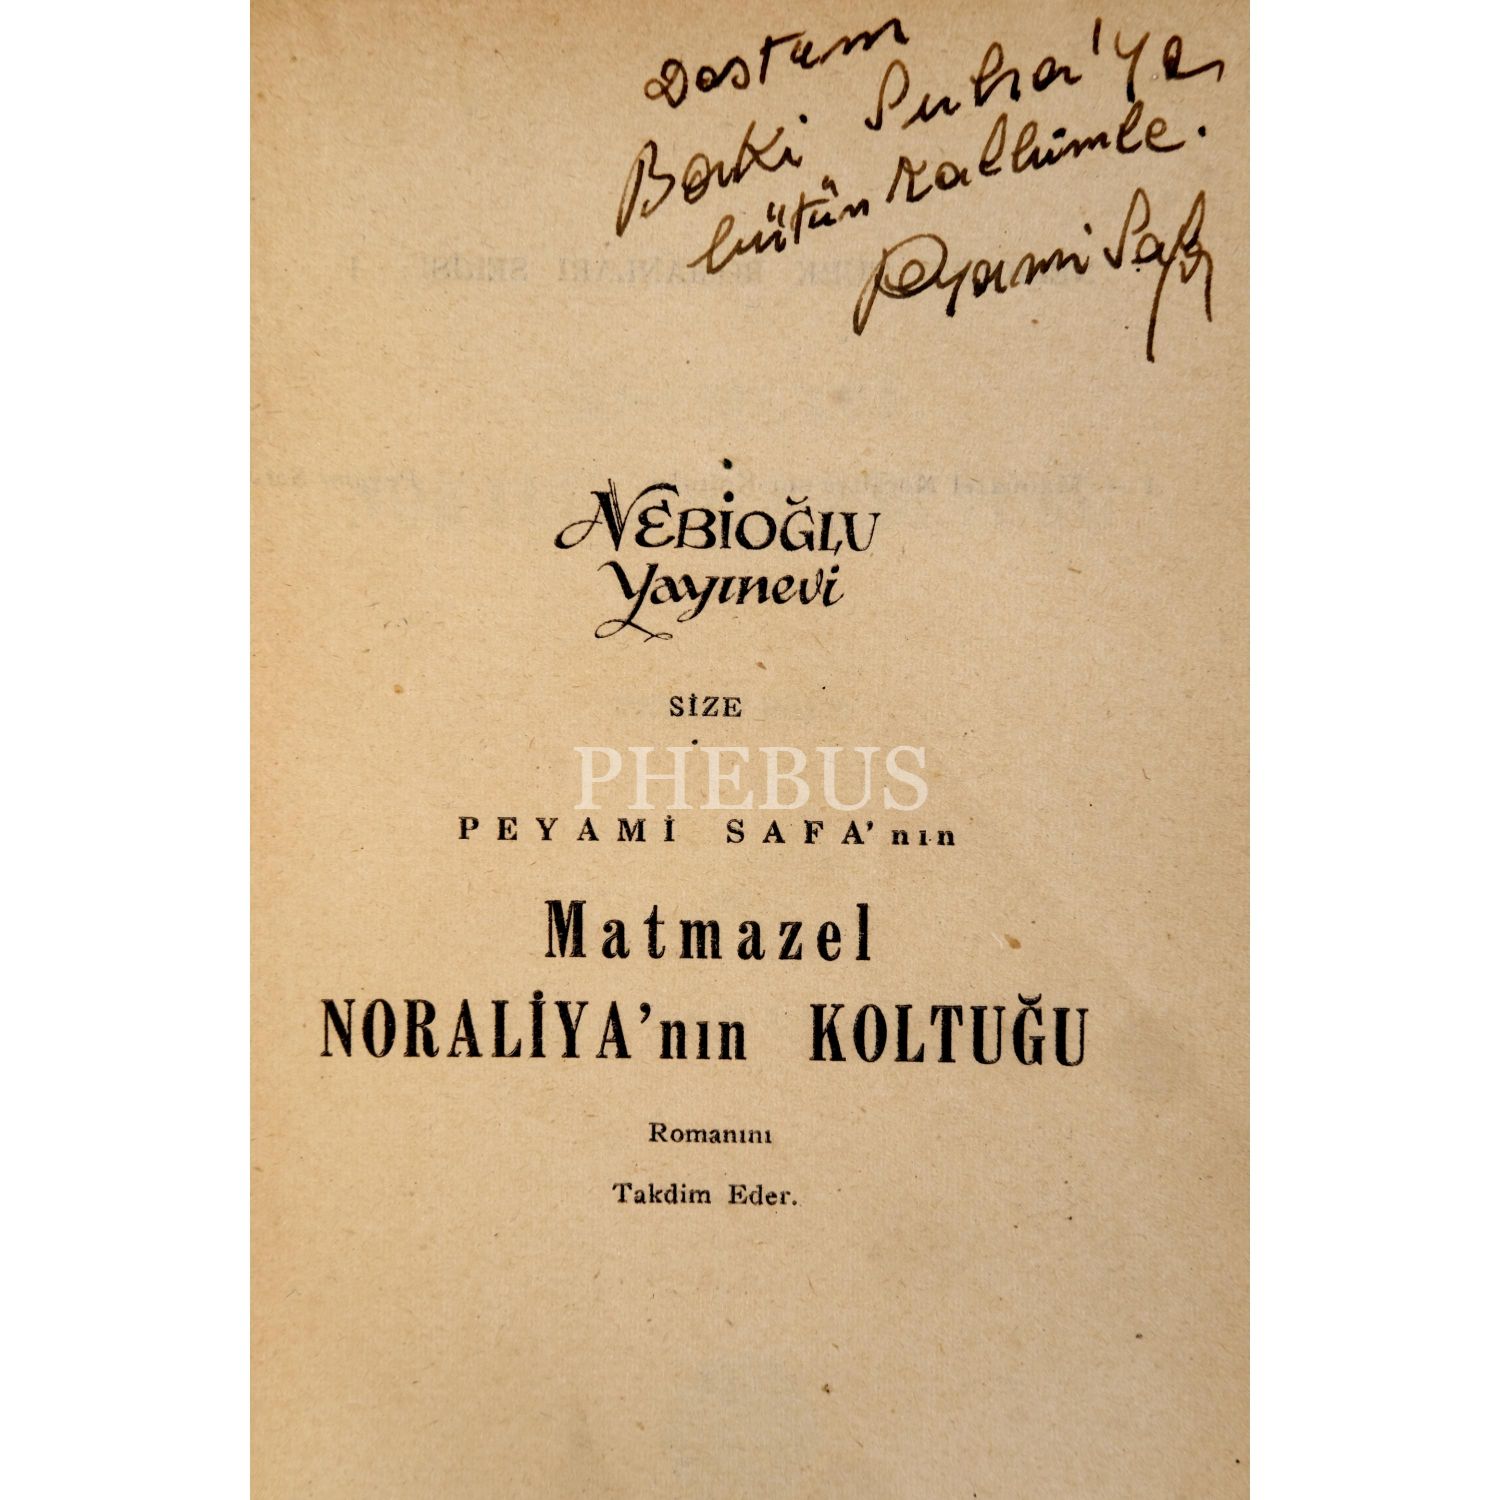 Dostum
Baki Suha'ya
bütün kalbimle.
Peyami Safa
NEBİOĞLU
Yayınevi
SİZE
PHEBUS
PEYAMİ SAFA'nın
Matmazel
NORALİYA'nın KOLTUĞU
Romanını
Takdim Eder.